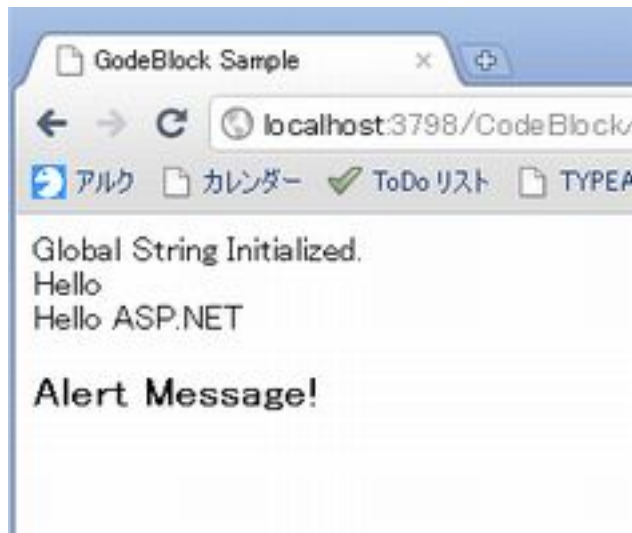 GodeBlock Sample
localhost:3798/CodeBlock/
アルク カレンダー ToDo リスト TYPEA
Global String Initialized.
Hello
Hello ASP.NET
Alert Message!